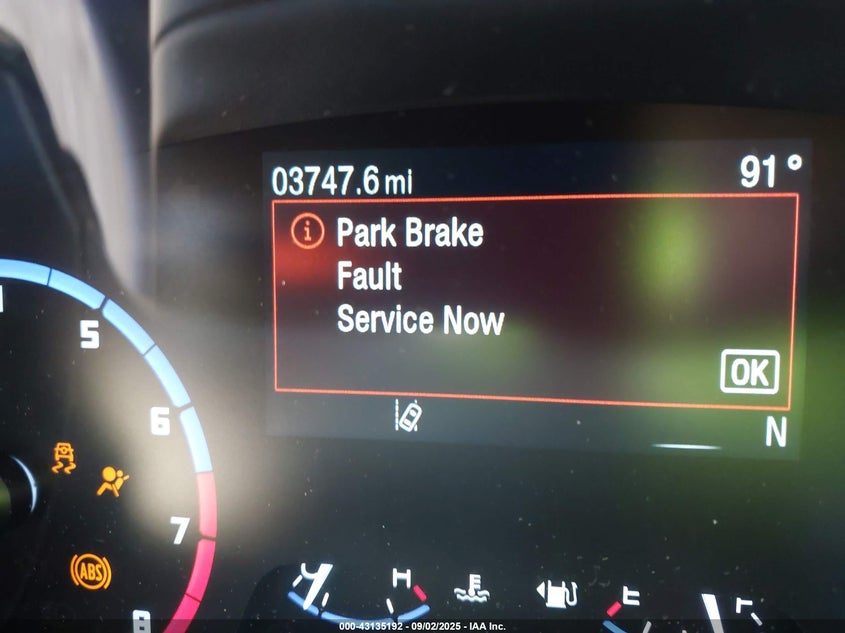 03747.6 mi
91°
i
Park Brake
Fault
Service Now
OK
N
5
6
7
8
ABS
H
E
000-43135192 - 09/02/2025 - IAA Inc.